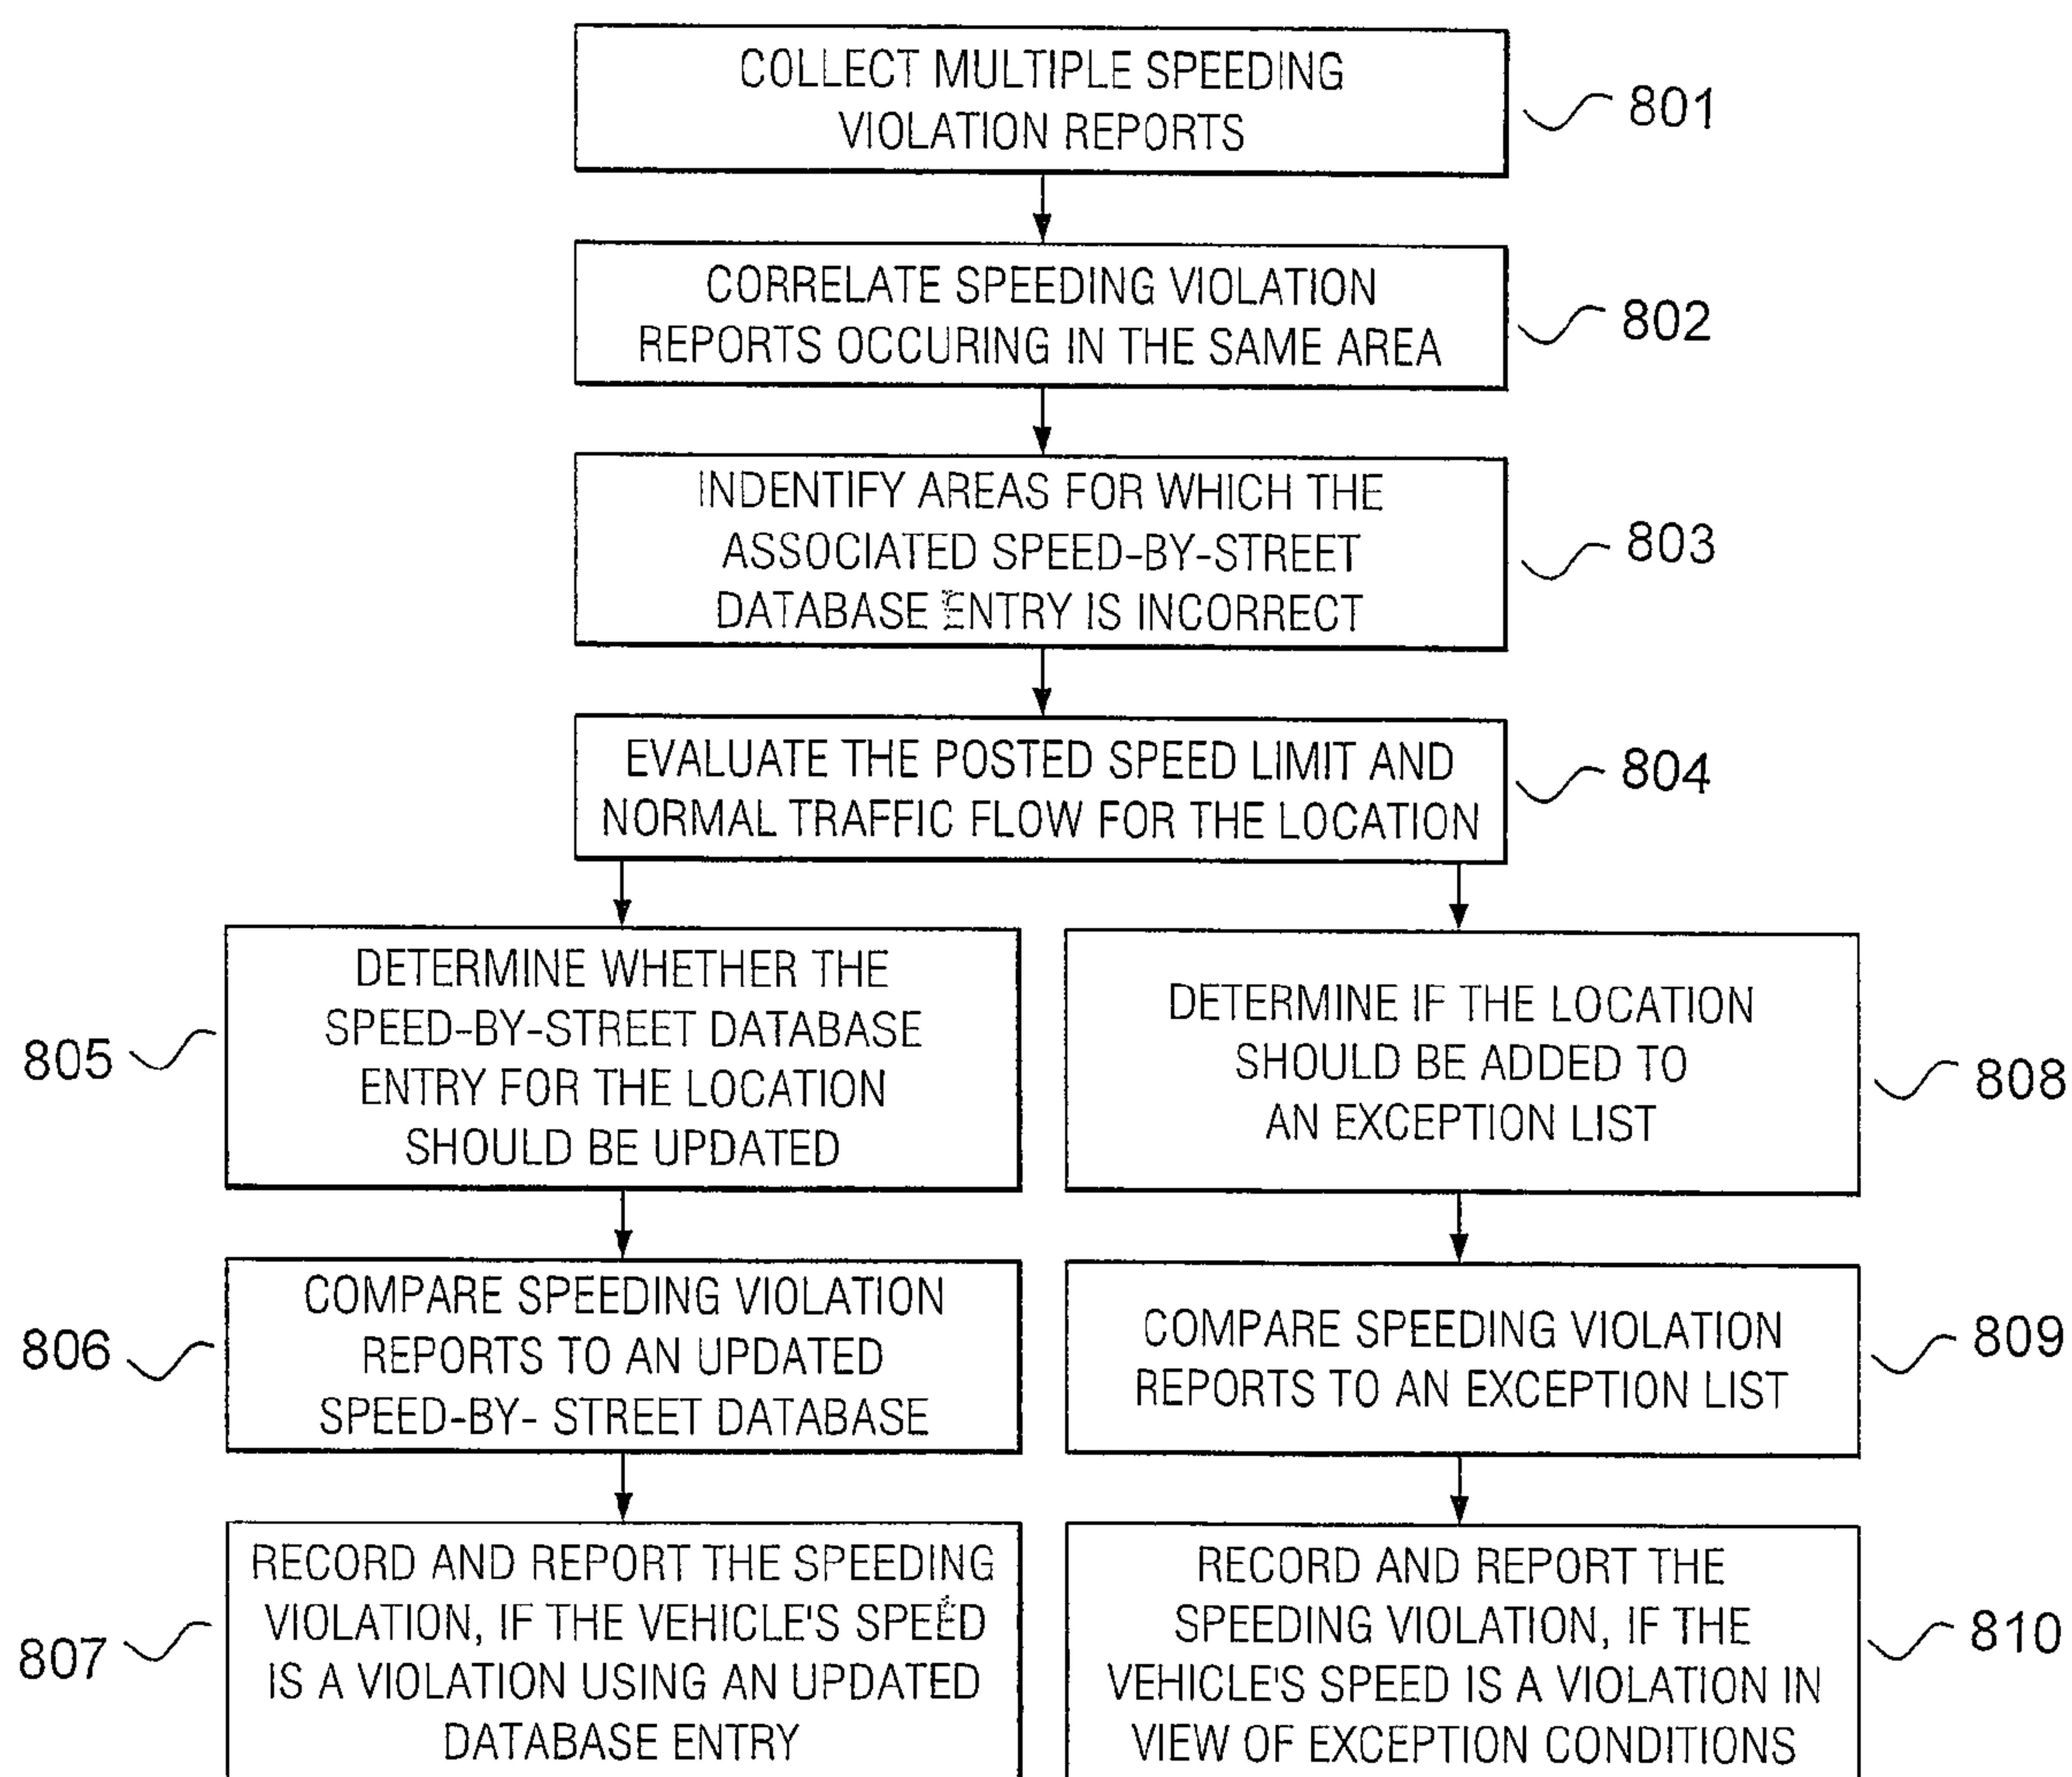 COLLECT MULTIPLE SPEEDING
VIOLATION REPORTS
801
CORRELATE SPEEDING VIOLATION
REPORTS OCCURING IN THE SAME AREA
802
INDENTIFY AREAS FOR WHICH THE
ASSOCIATED SPEED-BY-STREET
DATABASE ENTRY IS INCORRECT
803
EVALUATE THE POSTED SPEED LIMIT AND
NORMAL TRAFFIC FLOW FOR THE LOCATION
804
805
DETERMINE WHETHER THE
SPEED-BY-STREET DATABASE
ENTRY FOR THE LOCATION
SHOULD BE UPDATED
DETERMINE IF THE LOCATION
SHOULD BE ADDED TO
AN EXCEPTION LIST
808
806
COMPARE SPEEDING VIOLATION
REPORTS TO AN UPDATED
SPEED-BY- STREET DATABASE
COMPARE SPEEDING VIOLATION
REPORTS TO AN EXCEPTION LIST
809
807
RECORD AND REPORT THE SPEEDING
VIOLATION, IF THE VEHICLE'S SPEED
IS A VIOLATION USING AN UPDATED
DATABASE ENTRY
RECORD AND REPORT THE
SPEEDING VIOLATION, IF THE
VEHICLE'S SPEED IS A VIOLATION IN
VIEW OF EXCEPTION CONDITIONS
810